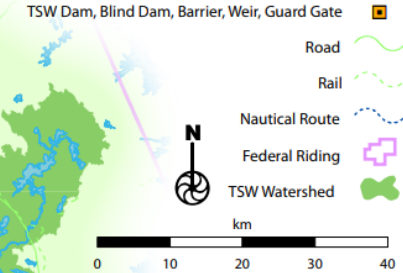 TSW Dam, Blind Dam, Barrier, Weir, Guard Gate
Road
Rail
Nautical Route
N
Federal Riding
TSW Watershed
km
0 10 20 30 40